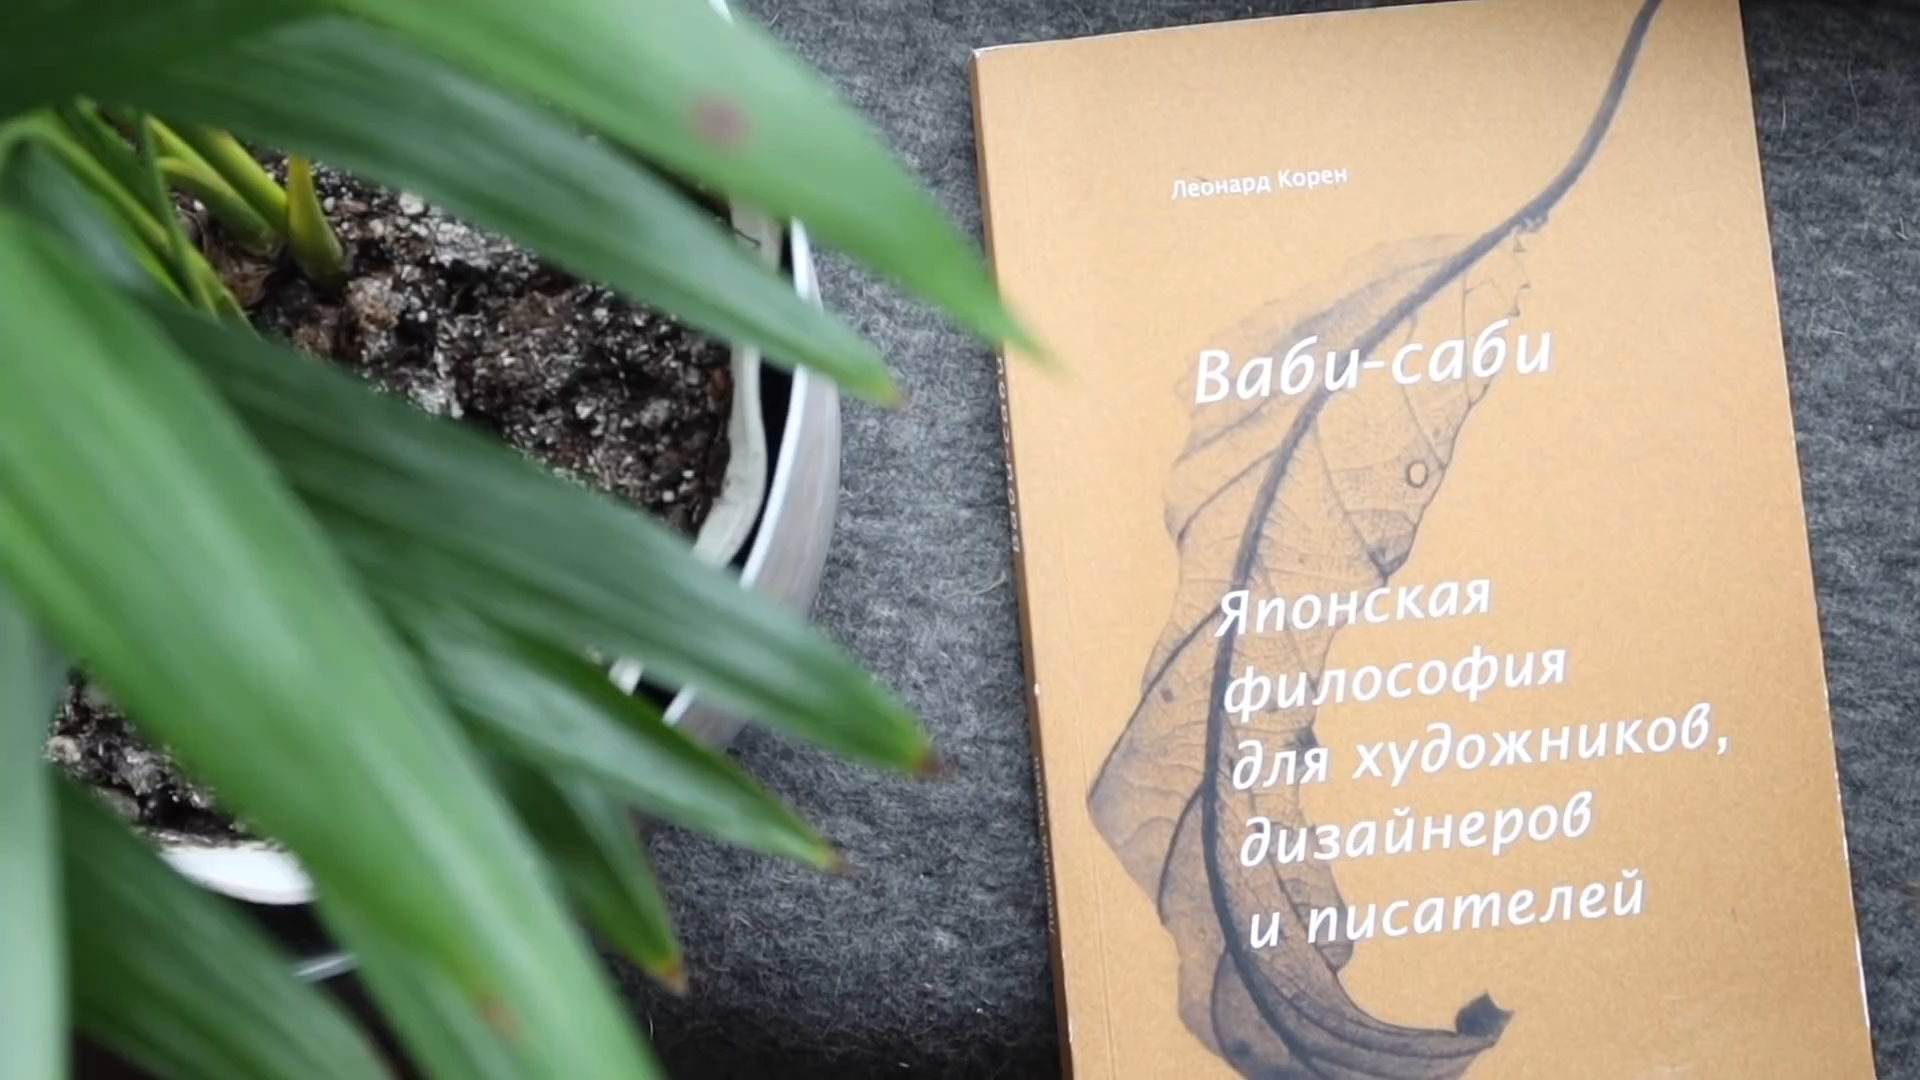 Леонард Корен
Ваби-саби
Японская
философия
для художников,
дизайнеров
и писателей